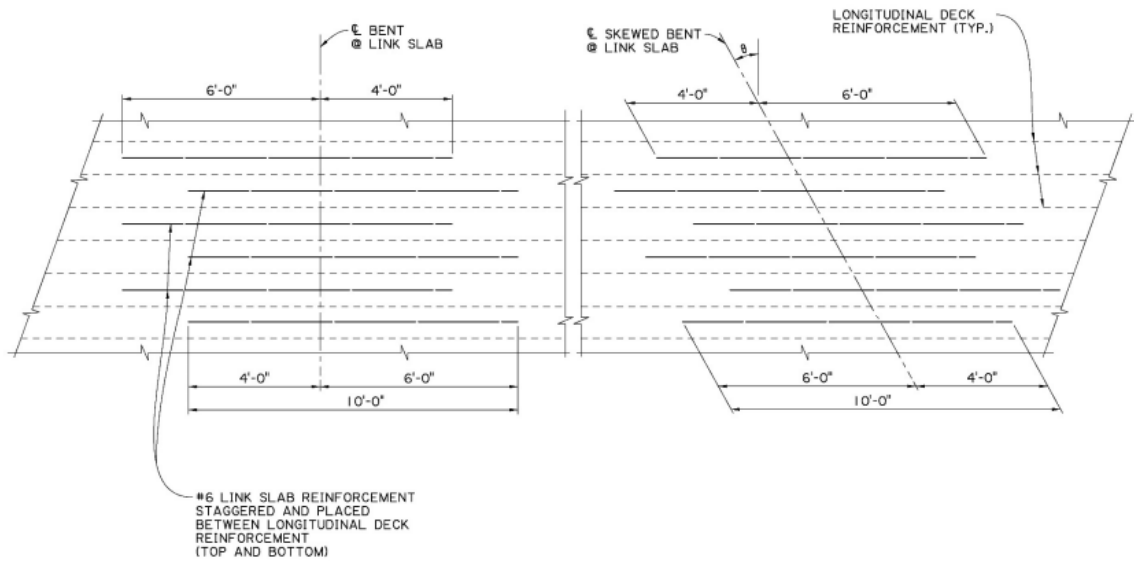 ℄ BENT
@ LINK SLAB
℄ SKEWED BENT
@ LINK SLAB
θ
LONGITUDINAL DECK
REINFORCEMENT (TYP.)
6'-0"
4'-0"
4'-0"
6'-0"
4'-0"
6'-0"
10'-0"
6'-0"
4'-0"
10'-0"
#6 LINK SLAB REINFORCEMENT
STAGGERED AND PLACED
BETWEEN LONGITUDINAL DECK
REINFORCEMENT
(TOP AND BOTTOM)